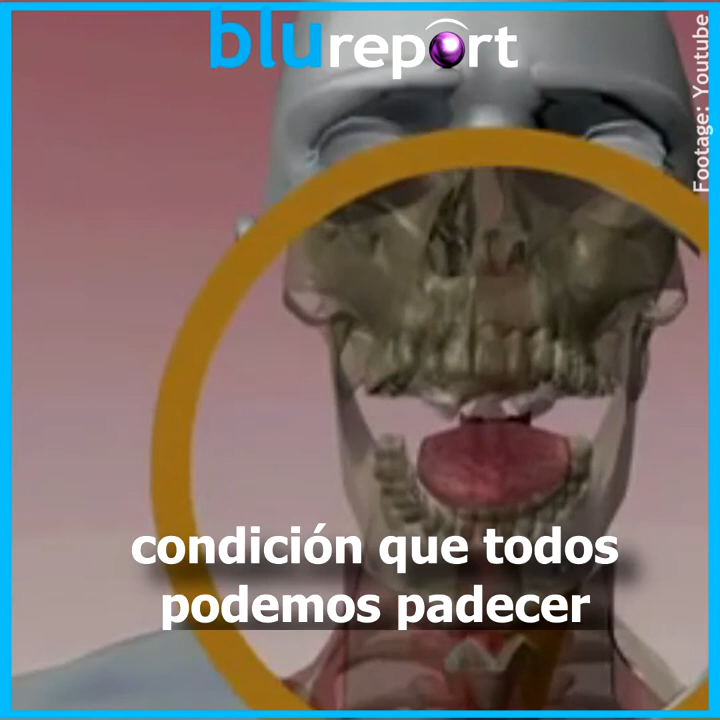 blureport
Footage: Youtube
condición que todos
podemos padecer